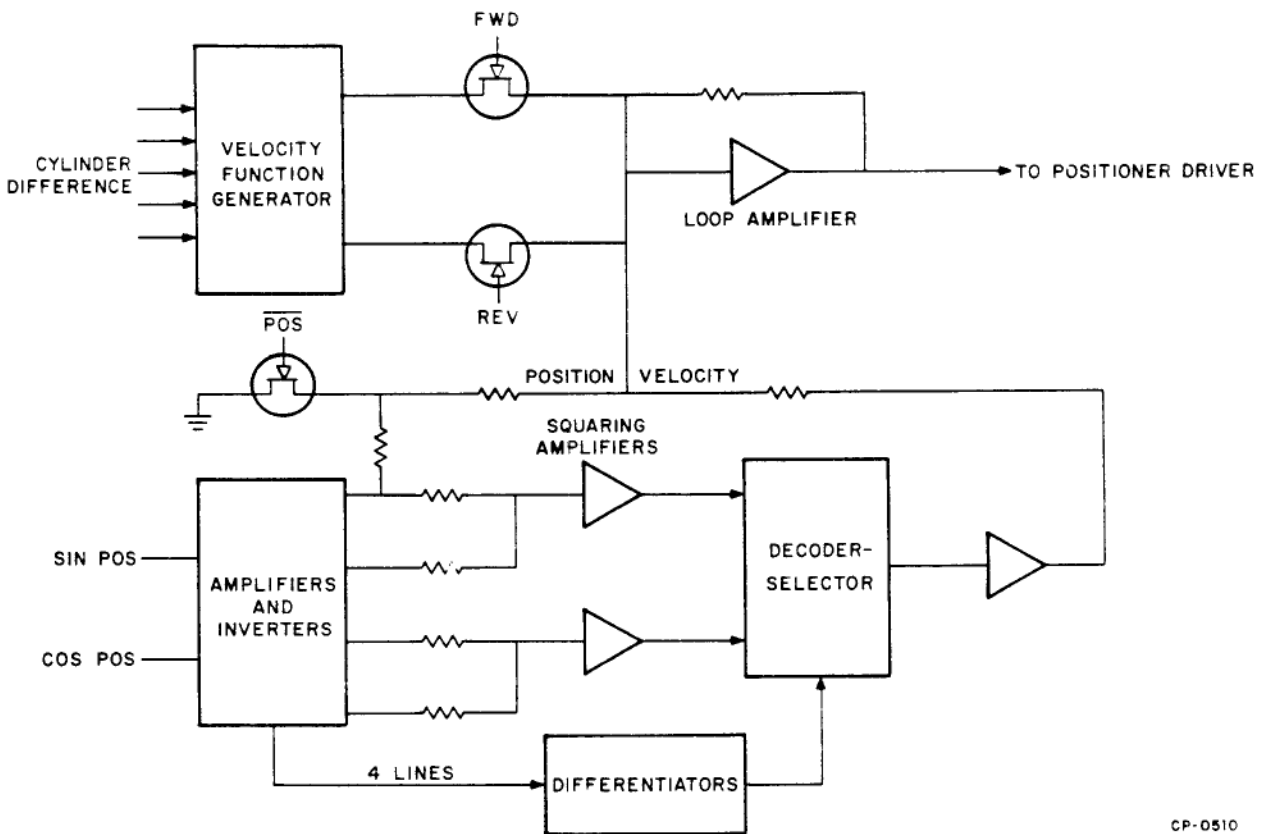 FWD
CYLINDER
DIFFERENCE
VELOCITY
FUNCTION
GENERATOR
LOOP AMPLIFIER
TO POSITIONER DRIVER
REV
POS
POSITION
VELOCITY
SQUARING
AMPLIFIERS
SIN POS
COS POS
AMPLIFIERS
AND
INVERTERS
DECODER-
SELECTOR
4 LINES
DIFFERENTIATORS
CP-0510